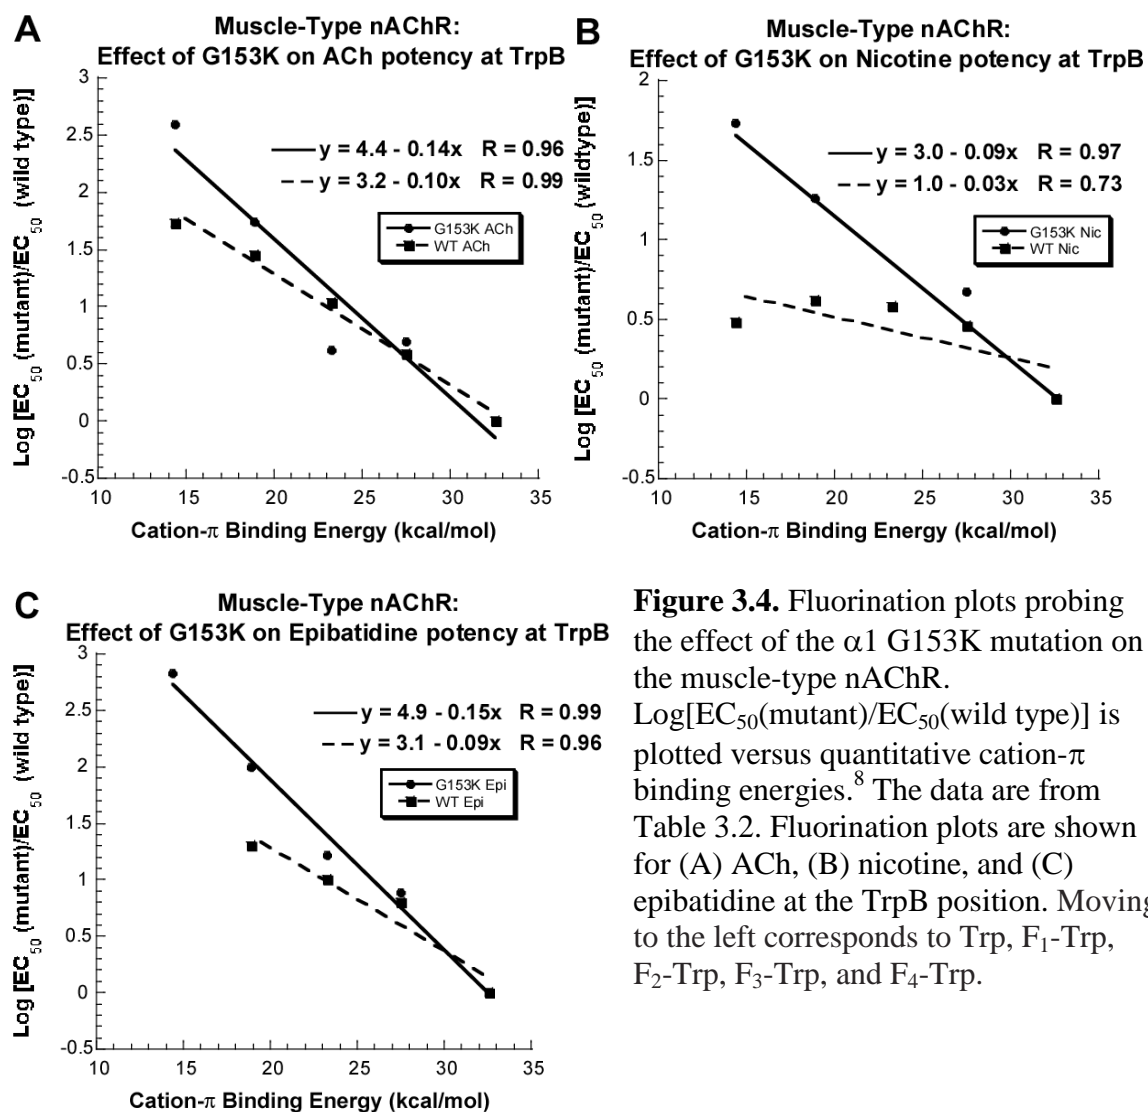 A
Muscle-Type nAChR:
Effect of G153K on ACh potency at TrpB
Log [EC50 (mutant)/EC50 (wild type)]
3
2.5
2
1.5
1
0.5
0
-0.5
y = 4.4 - 0.14x R = 0.96
y = 3.2 - 0.10x R = 0.99
G153K ACh
WT ACh
10 15 20 25 30 35
Cation-π Binding Energy (kcal/mol)
B
Muscle-Type nAChR:
Effect of G153K on Nicotine potency at TrpB
Log [EC50 (mutant)/EC50 (wildtype)]
2
1.5
1
0.5
0
-0.5
y = 3.0 - 0.09x R = 0.97
y = 1.0 - 0.03x R = 0.73
G153K Nic
WT Nic
10 15 20 25 30 35
Cation-π Binding Energy (kcal/mol)
C
Muscle-Type nAChR:
Effect of G153K on Epibatidine potency at TrpB
Log [EC50 (mutant)/EC50 (wild type)]
3
2.5
2
1.5
1
0.5
0
-0.5
y = 4.9 - 0.15x R = 0.99
y = 3.1 - 0.09x R = 0.96
G153K Epi
WT Epi
10 15 20 25 30 35
Cation-π Binding Energy (kcal/mol)
Figure 3.4. Fluorination plots probing
the effect of the α1 G153K mutation on
the muscle-type nAChR.
Log[EC50(mutant)/EC50(wild type)] is
plotted versus quantitative cation-π
binding energies.8 The data are from
Table 3.2. Fluorination plots are shown
for (A) ACh, (B) nicotine, and (C)
epibatidine at the TrpB position. Moving
to the left corresponds to Trp, F1-Trp,
F2-Trp, F3-Trp, and F4-Trp.